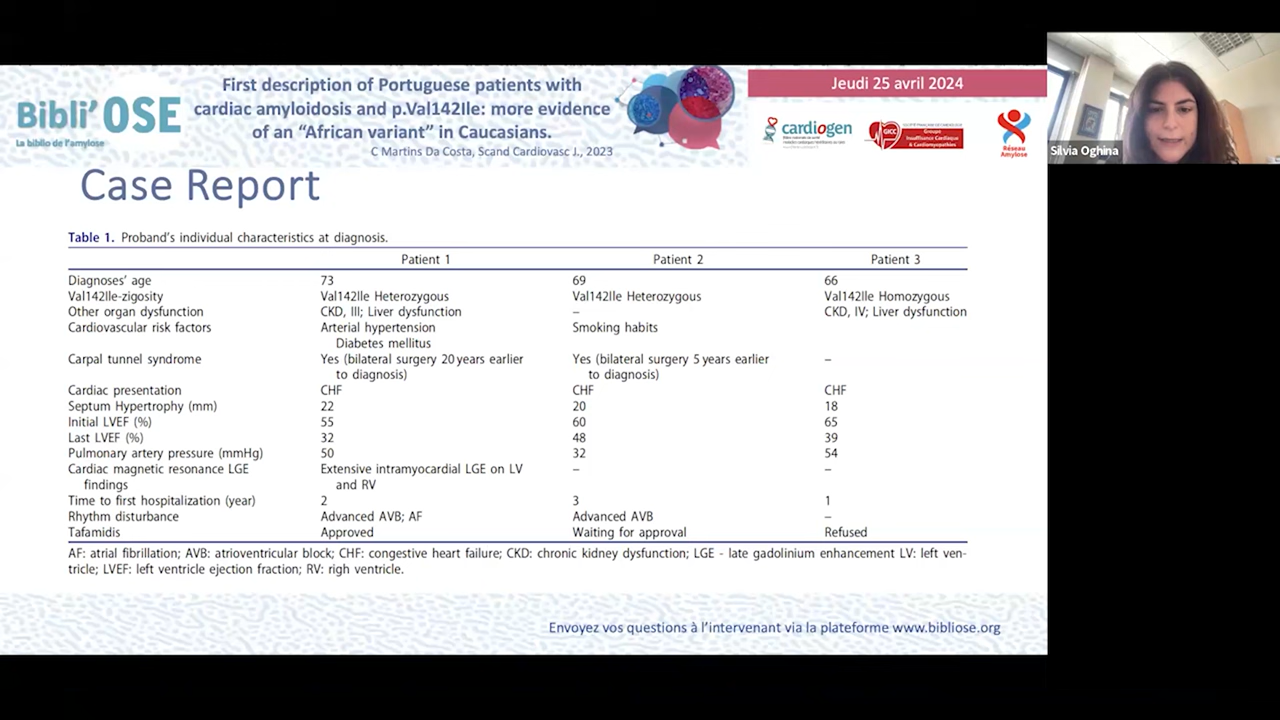 Bibli'OSE
La biblio de l'amylose
First description of Portuguese patients with
cardiac amyloidosis and p.Val142Ile: more evidence
of an “African variant” in Caucasians.
C Martins Da Costa, Scand Cardiovasc J., 2023
Jeudi 25 avril 2024
cardiogen
GICC
Groupe
Insuffisance Cardiaque
& Cardiomyopathies
Réseau
Amylose
Silvia Oghina
Case Report
Table 1. Proband's individual characteristics at diagnosis.
Patient 1 Patient 2 Patient 3
Diagnoses' age 73 69 66
Val142Ile-zigosity Val142Ile Heterozygous Val142Ile Heterozygous Val142Ile Homozygous
Other organ dysfunction CKD, III; Liver dysfunction – CKD, IV; Liver dysfunction
Cardiovascular risk factors Arterial hypertension Smoking habits
Diabetes mellitus
Carpal tunnel syndrome Yes (bilateral surgery 20 years earlier Yes (bilateral surgery 5 years earlier –
to diagnosis) to diagnosis)
Cardiac presentation CHF CHF CHF
Septum Hypertrophy (mm) 22 20 18
Initial LVEF (%) 55 60 65
Last LVEF (%) 32 48 39
Pulmonary artery pressure (mmHg) 50 32 54
Cardiac magnetic resonance LGE Extensive intramyocardial LGE on LV – –
findings and RV
Time to first hospitalization (year) 2 3 1
Rhythm disturbance Advanced AVB; AF Advanced AVB –
Tafamidis Approved Waiting for approval Refused
AF: atrial fibrillation; AVB: atrioventricular block; CHF: congestive heart failure; CKD: chronic kidney dysfunction; LGE - late gadolinium enhancement LV: left ven-
tricle; LVEF: left ventricle ejection fraction; RV: righ ventricle.
Envoyez vos questions à l'intervenant via la plateforme www.bibliose.org